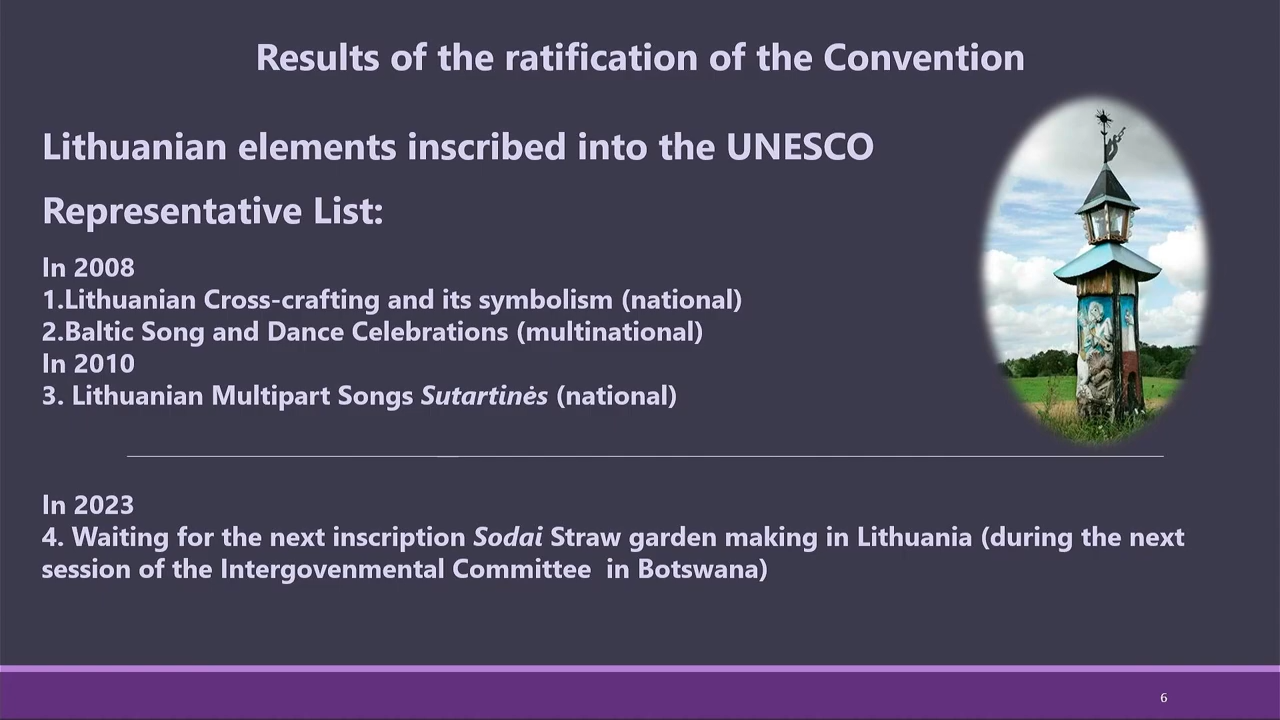 Results of the ratification of the Convention
Lithuanian elements inscribed into the UNESCO
Representative List:
In 2008
1.Lithuanian Cross-crafting and its symbolism (national)
2.Baltic Song and Dance Celebrations (multinational)
In 2010
3. Lithuanian Multipart Songs Sutartinės (national)
In 2023
4. Waiting for the next inscription Sodai Straw garden making in Lithuania (during the next
session of the Intergovenmental Committee  in Botswana)
6